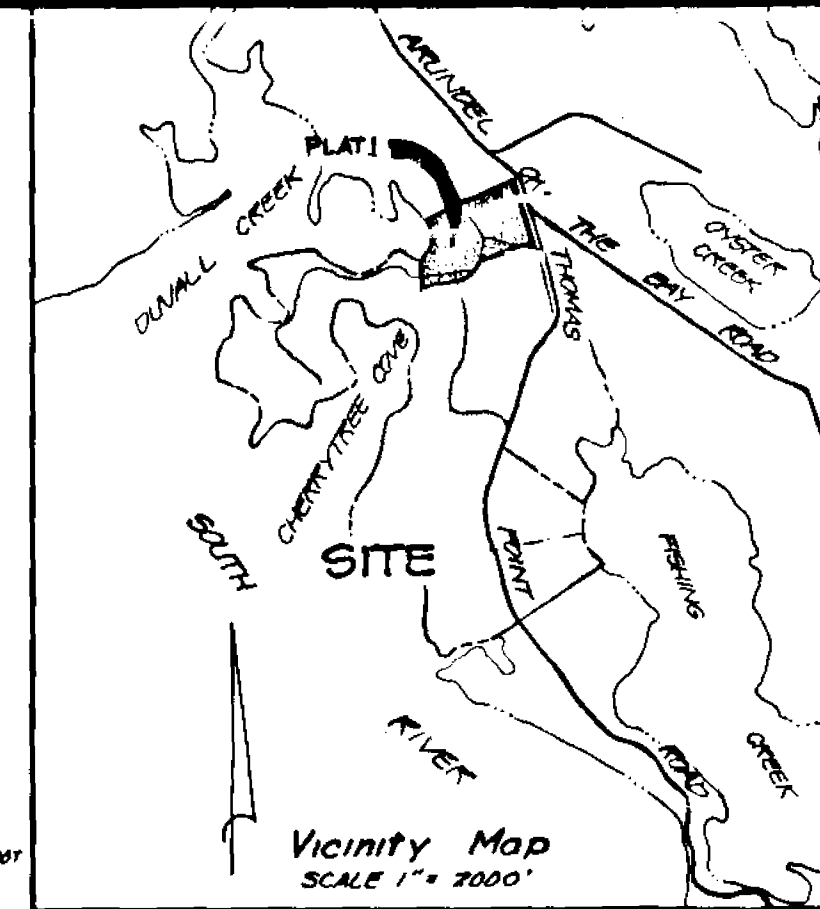 ARUNDEL
PLAT 1
DUVALL CREEK
THE BAY ROAD
OYSTER
CREEK
THOMAS
CHERRYTREE COVE
SOUTH
SITE
POINT
FISHING
RIVER
ROAD
CREEK
Vicinity Map
SCALE 1" = 2000'